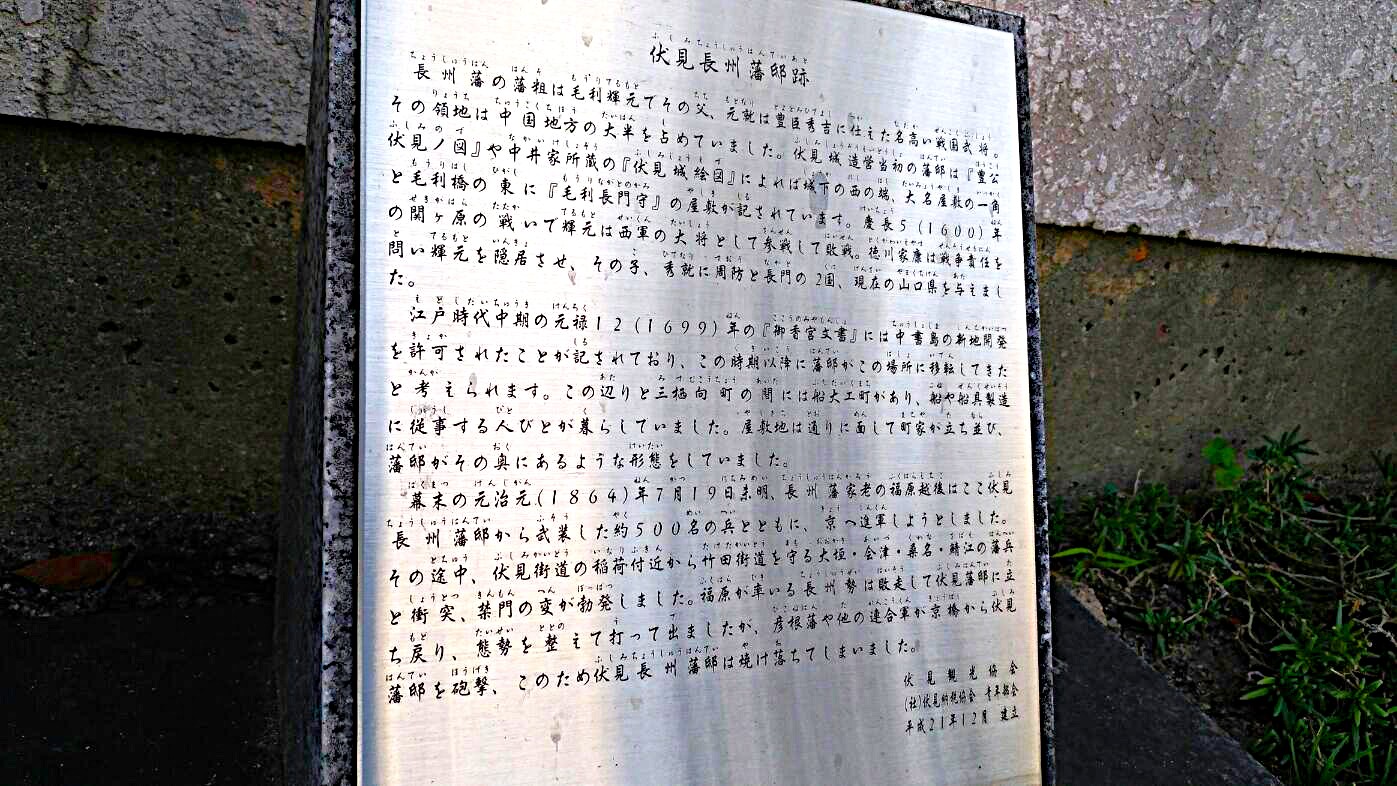 伏見長州藩邸跡
長州藩の藩粗は毛利輝元でその父、元就は豊臣秀吉に仕えた名高い戦国武将。
その領地は中国地方の大半を占めていました。伏見城造営当初の藩邸は『豊公
伏見ノ図』や中井家所蔵の『伏見城絵図』によれば城下の西の端、大名屋敷の一角
と毛利橋の東に『毛利長門守』の屋敷が記されています。慶長5(1600)年
の関ヶ原の戦いで輝元は西軍の大将として参戦して敗戦。徳川家康は戦争責任を
問い輝元を隠居させ、その子、秀就に周防と長門の2国、現在の山口県を与えまし
た。
江戸時代中期の元禄12(1699)年の『御香宮文書』には中書島の新地開発
を許可されたことが記されており、この時期以降に藩邸がこの場所に移転してきた
と考えられます。この辺りと三栖向町の間には船大工町があり、船や船具製造
に従事する人びとが暮らしていました。屋敷地は通りに面して町家が立ち並び、
藩邸がその奥にあるような形態をしていました。
幕末の元治元(1864)年7月19日未明、長州藩家老の福原越後はここ伏見
長州藩邸から武装した約500名の兵とともに、京へ進軍しようとしました。
その途中、伏見街道の稲荷付近から竹田街道を守る大垣・会津・桑名・鯖江の藩兵
と衝突、禁門の変が勃発しました。福原が率いる長州勢は敗走して伏見藩邸に立
ち戻り、態勢を整えて打って出ましたが、彦根藩や他の連合軍が京橋から伏見
藩邸を砲撃、このため伏見長州藩邸は焼け落ちてしまいました。
伏見観光協会
(社)伏見納税協会 青年部会
平成21年12月 建立